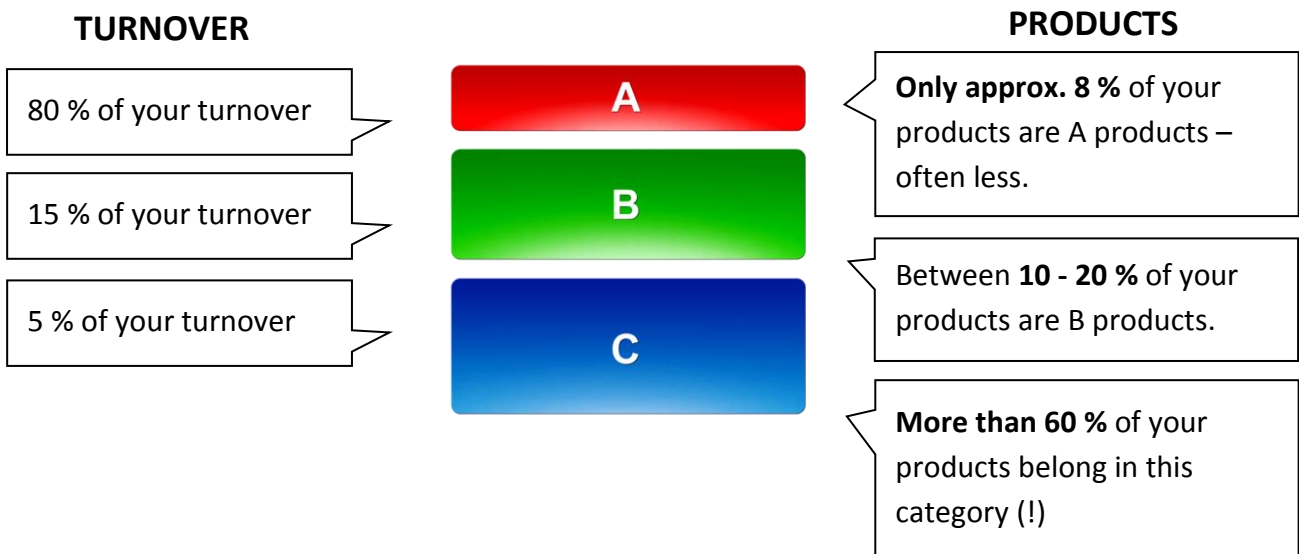 TURNOVER
PRODUCTS
80 % of your turnover
A
Only approx. 8 % of your
products are A products –
often less.
15 % of your turnover
B
Between 10 - 20 % of your
products are B products.
5 % of your turnover
C
More than 60 % of your
products belong in this
category (!)